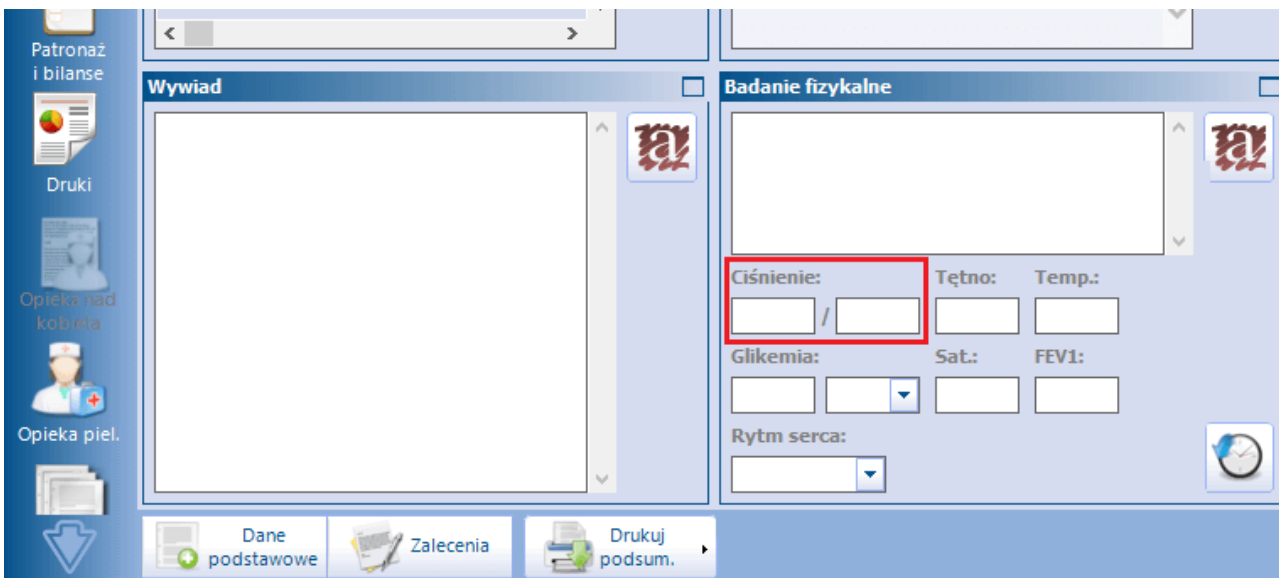 Patronaż
i bilanse
Druki
Opieka nad
kobietą
Opieka piel.
Wywiad
a
Badanie fizykalne
a
Ciśnienie:
Tętno:
Temp.:
/
Glikemia:
Sat.:
FEV1:
Rytm serca:
Dane
podstawowe
Zalecenia
Drukuj
podsum.